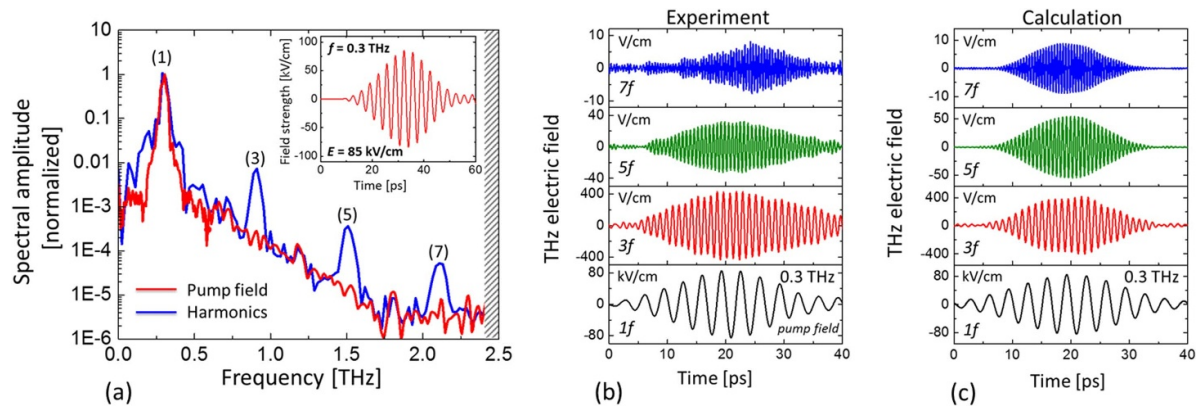 Spectral amplitude
[normalized]
10
1
0.1
0.01
1E-3
1E-4
1E-5
1E-6
(1)
(3)
(5)
(7)
Pump field
Harmonics
0.0
0.5
1.0
1.5
2.0
2.5
Frequency [THz]
(a)
Field strength [kV/cm]
100
50
0
-50
-100
f = 0.3 THz
E = 85 kV/cm
0
20
40
60
Time [ps]
Experiment
THz electric field
10
0
-10
V/cm
7f
40
0
-40
V/cm
5f
400
0
-400
V/cm
3f
80
0
-80
kV/cm
0.3 THz
1f
pump field
0
10
20
30
40
Time [ps]
(b)
Calculation
THz electric field
10
0
-10
V/cm
7f
50
0
-50
V/cm
5f
400
0
-400
V/cm
3f
80
0
-80
kV/cm
0.3 THz
1f
0
10
20
30
40
Time [ps]
(c)